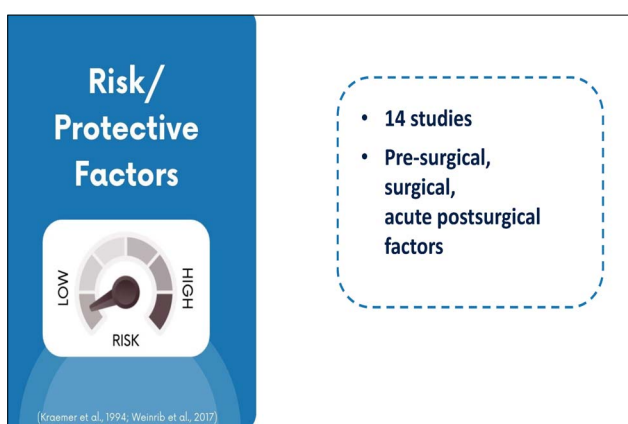 Risk/
Protective
Factors
LOW
HIGH
RISK
(Kraemer et al., 1994; Weinrib et al., 2017)
• 14 studies
• Pre-surgical,
surgical,
acute postsurgical
factors